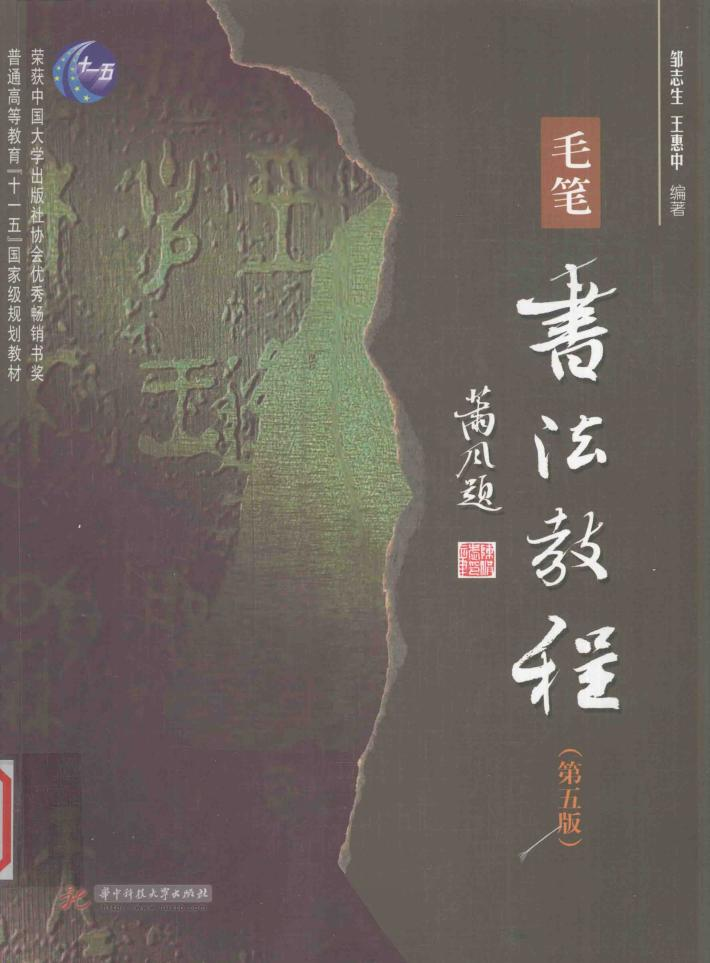 荣获中国大学出版社协会优秀畅销书奖
普通高等教育“十一五”国家级规划教材
十一五
邹志生 王惠中 编著
毛笔
書法教程
萧风题
(第五版)
华中科技大学出版社